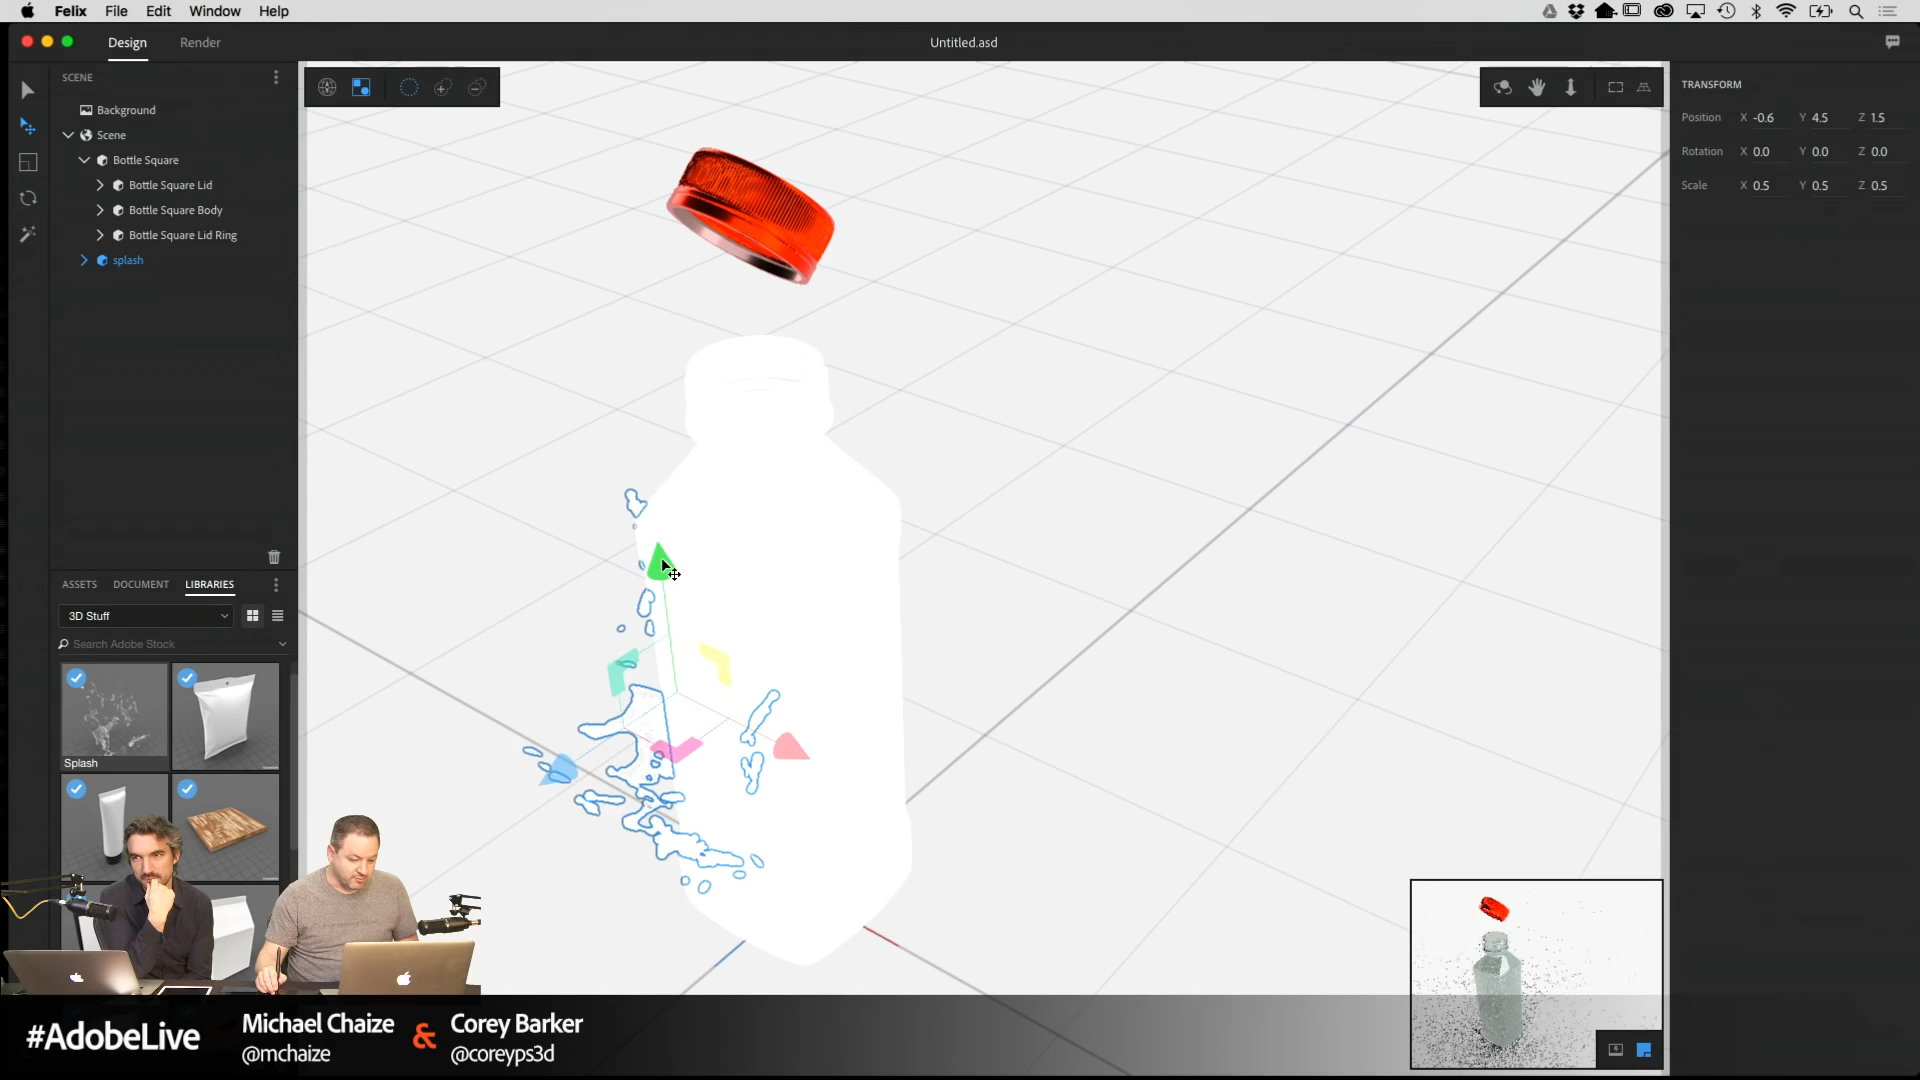 Felix File Edit Window Help
Design Render Untitled.asd
SCENE
Background
Scene
Bottle Square
Bottle Square Lid
Bottle Square Body
Bottle Square Lid Ring
splash
ASSETS DOCUMENT LIBRARIES
3D Stuff
Search Adobe Stock
Splash
TRANSFORM
Position X -0.6 Y 4.5 Z 1.5
Rotation X 0.0 Y 0.0 Z 0.0
Scale X 0.5 Y 0.5 Z 0.5
#AdobeLive
Michael Chaize & Corey Barker
@mchaize @coreyps3d